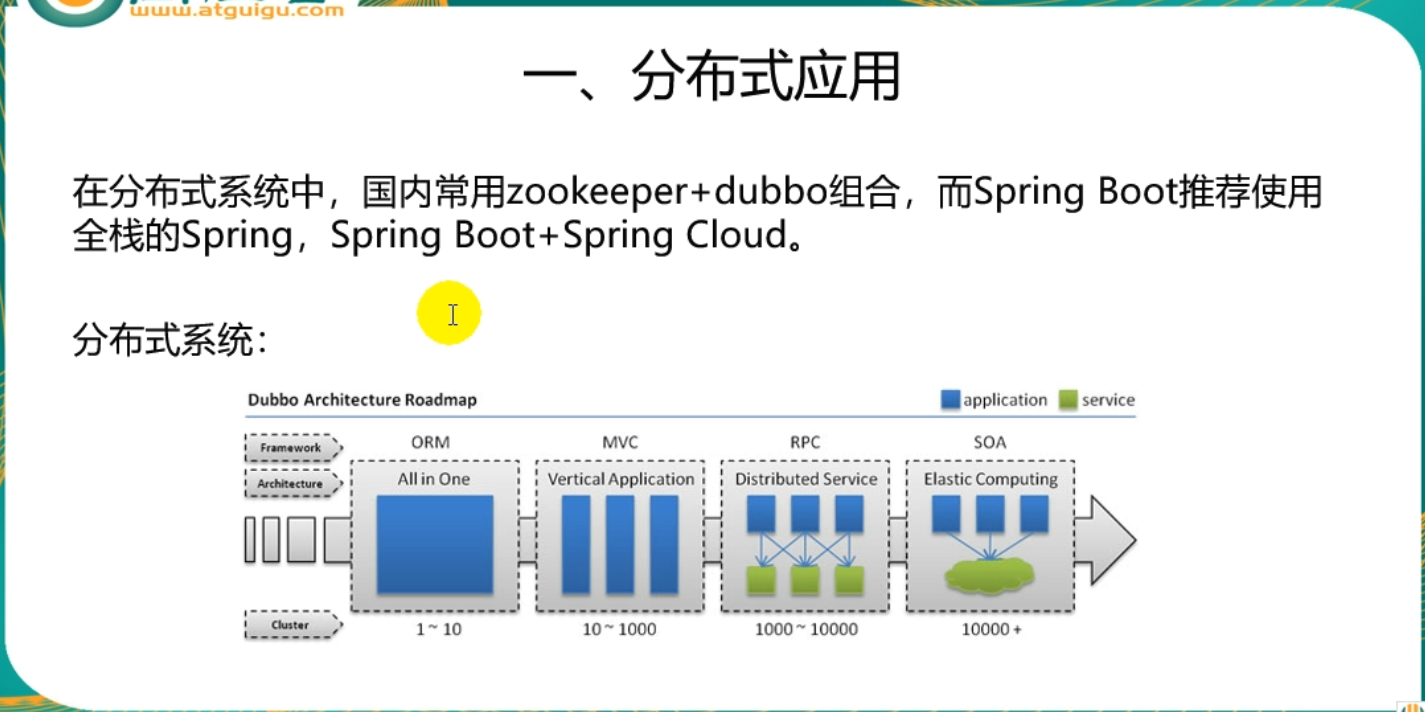 www.atguigu.com
一、分布式应用
在分布式系统中，国内常用zookeeper+dubbo组合，而Spring Boot推荐使用
全栈的Spring，Spring Boot+Spring Cloud。
分布式系统：
Dubbo Architecture Roadmap
application
service
Framework
ORM
MVC
RPC
SOA
Architecture
All in One
Vertical Application
Distributed Service
Elastic Computing
Cluster
1 ~ 10
10 ~ 1000
1000 ~ 10000
10000 +